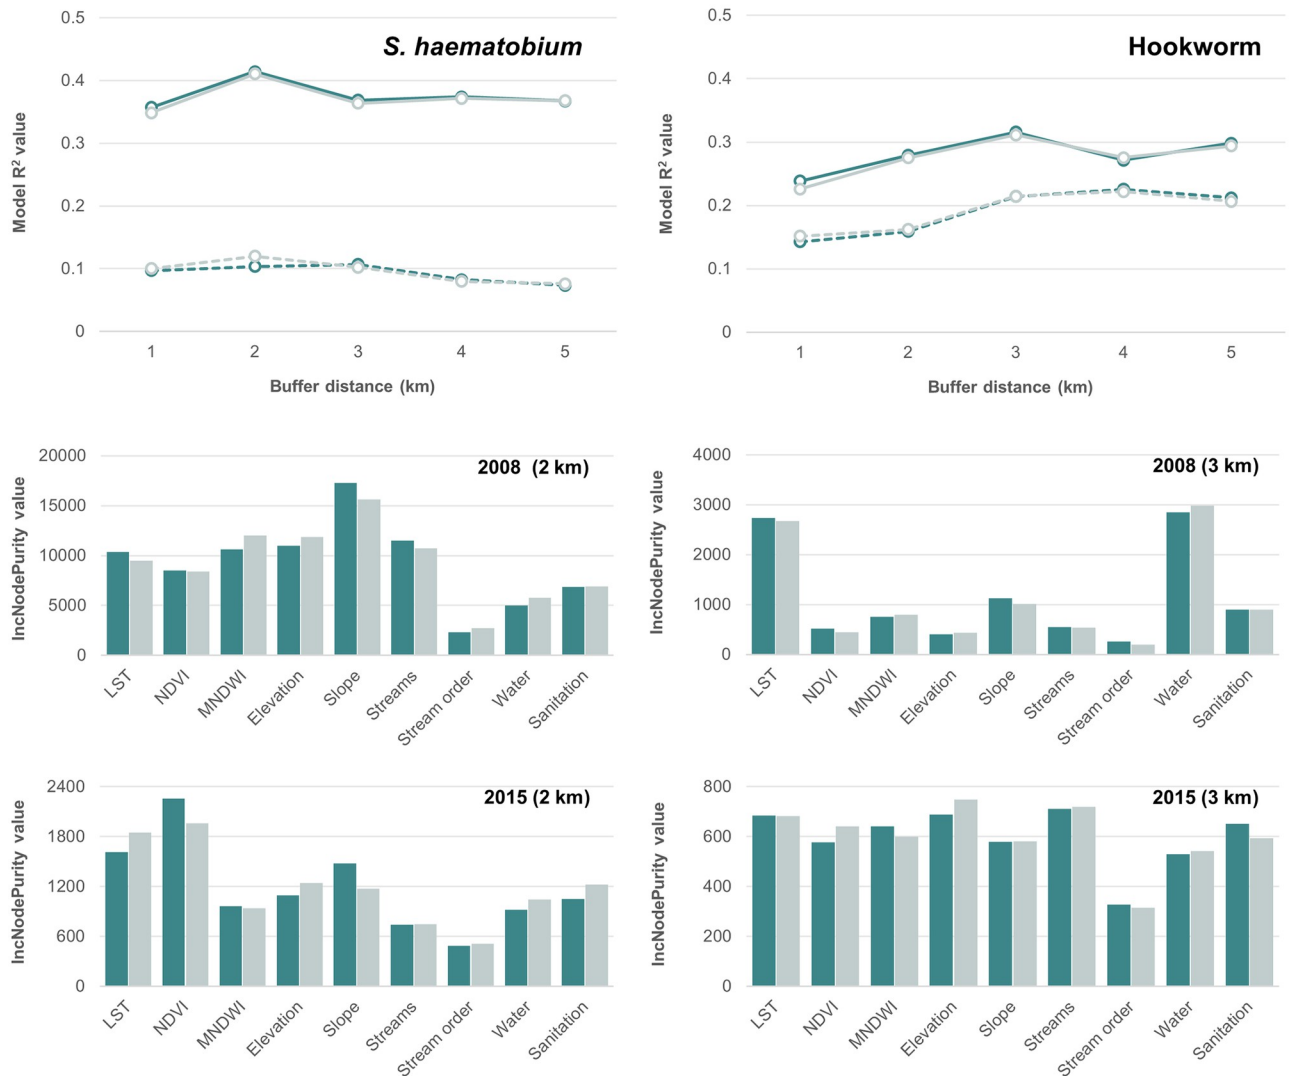 S. haematobium
Model R² value
0.5
0.4
0.3
0.2
0.1
0
1 2 3 4 5
Buffer distance (km)
Hookworm
Model R² value
0.5
0.4
0.3
0.2
0.1
0
1 2 3 4 5
Buffer distance (km)
2008 (2 km)
IncNodePurity value
20000
15000
10000
5000
0
LST
NDVI
MNDWI
Elevation
Slope
Streams
Stream order
Water
Sanitation
2008 (3 km)
IncNodePurity value
4000
3000
2000
1000
0
LST
NDVI
MNDWI
Elevation
Slope
Streams
Stream order
Water
Sanitation
2015 (2 km)
IncNodePurity value
2400
1800
1200
600
0
LST
NDVI
MNDWI
Elevation
Slope
Streams
Stream order
Water
Sanitation
2015 (3 km)
IncNodePurity value
800
600
400
200
0
LST
NDVI
MNDWI
Elevation
Slope
Streams
Stream order
Water
Sanitation